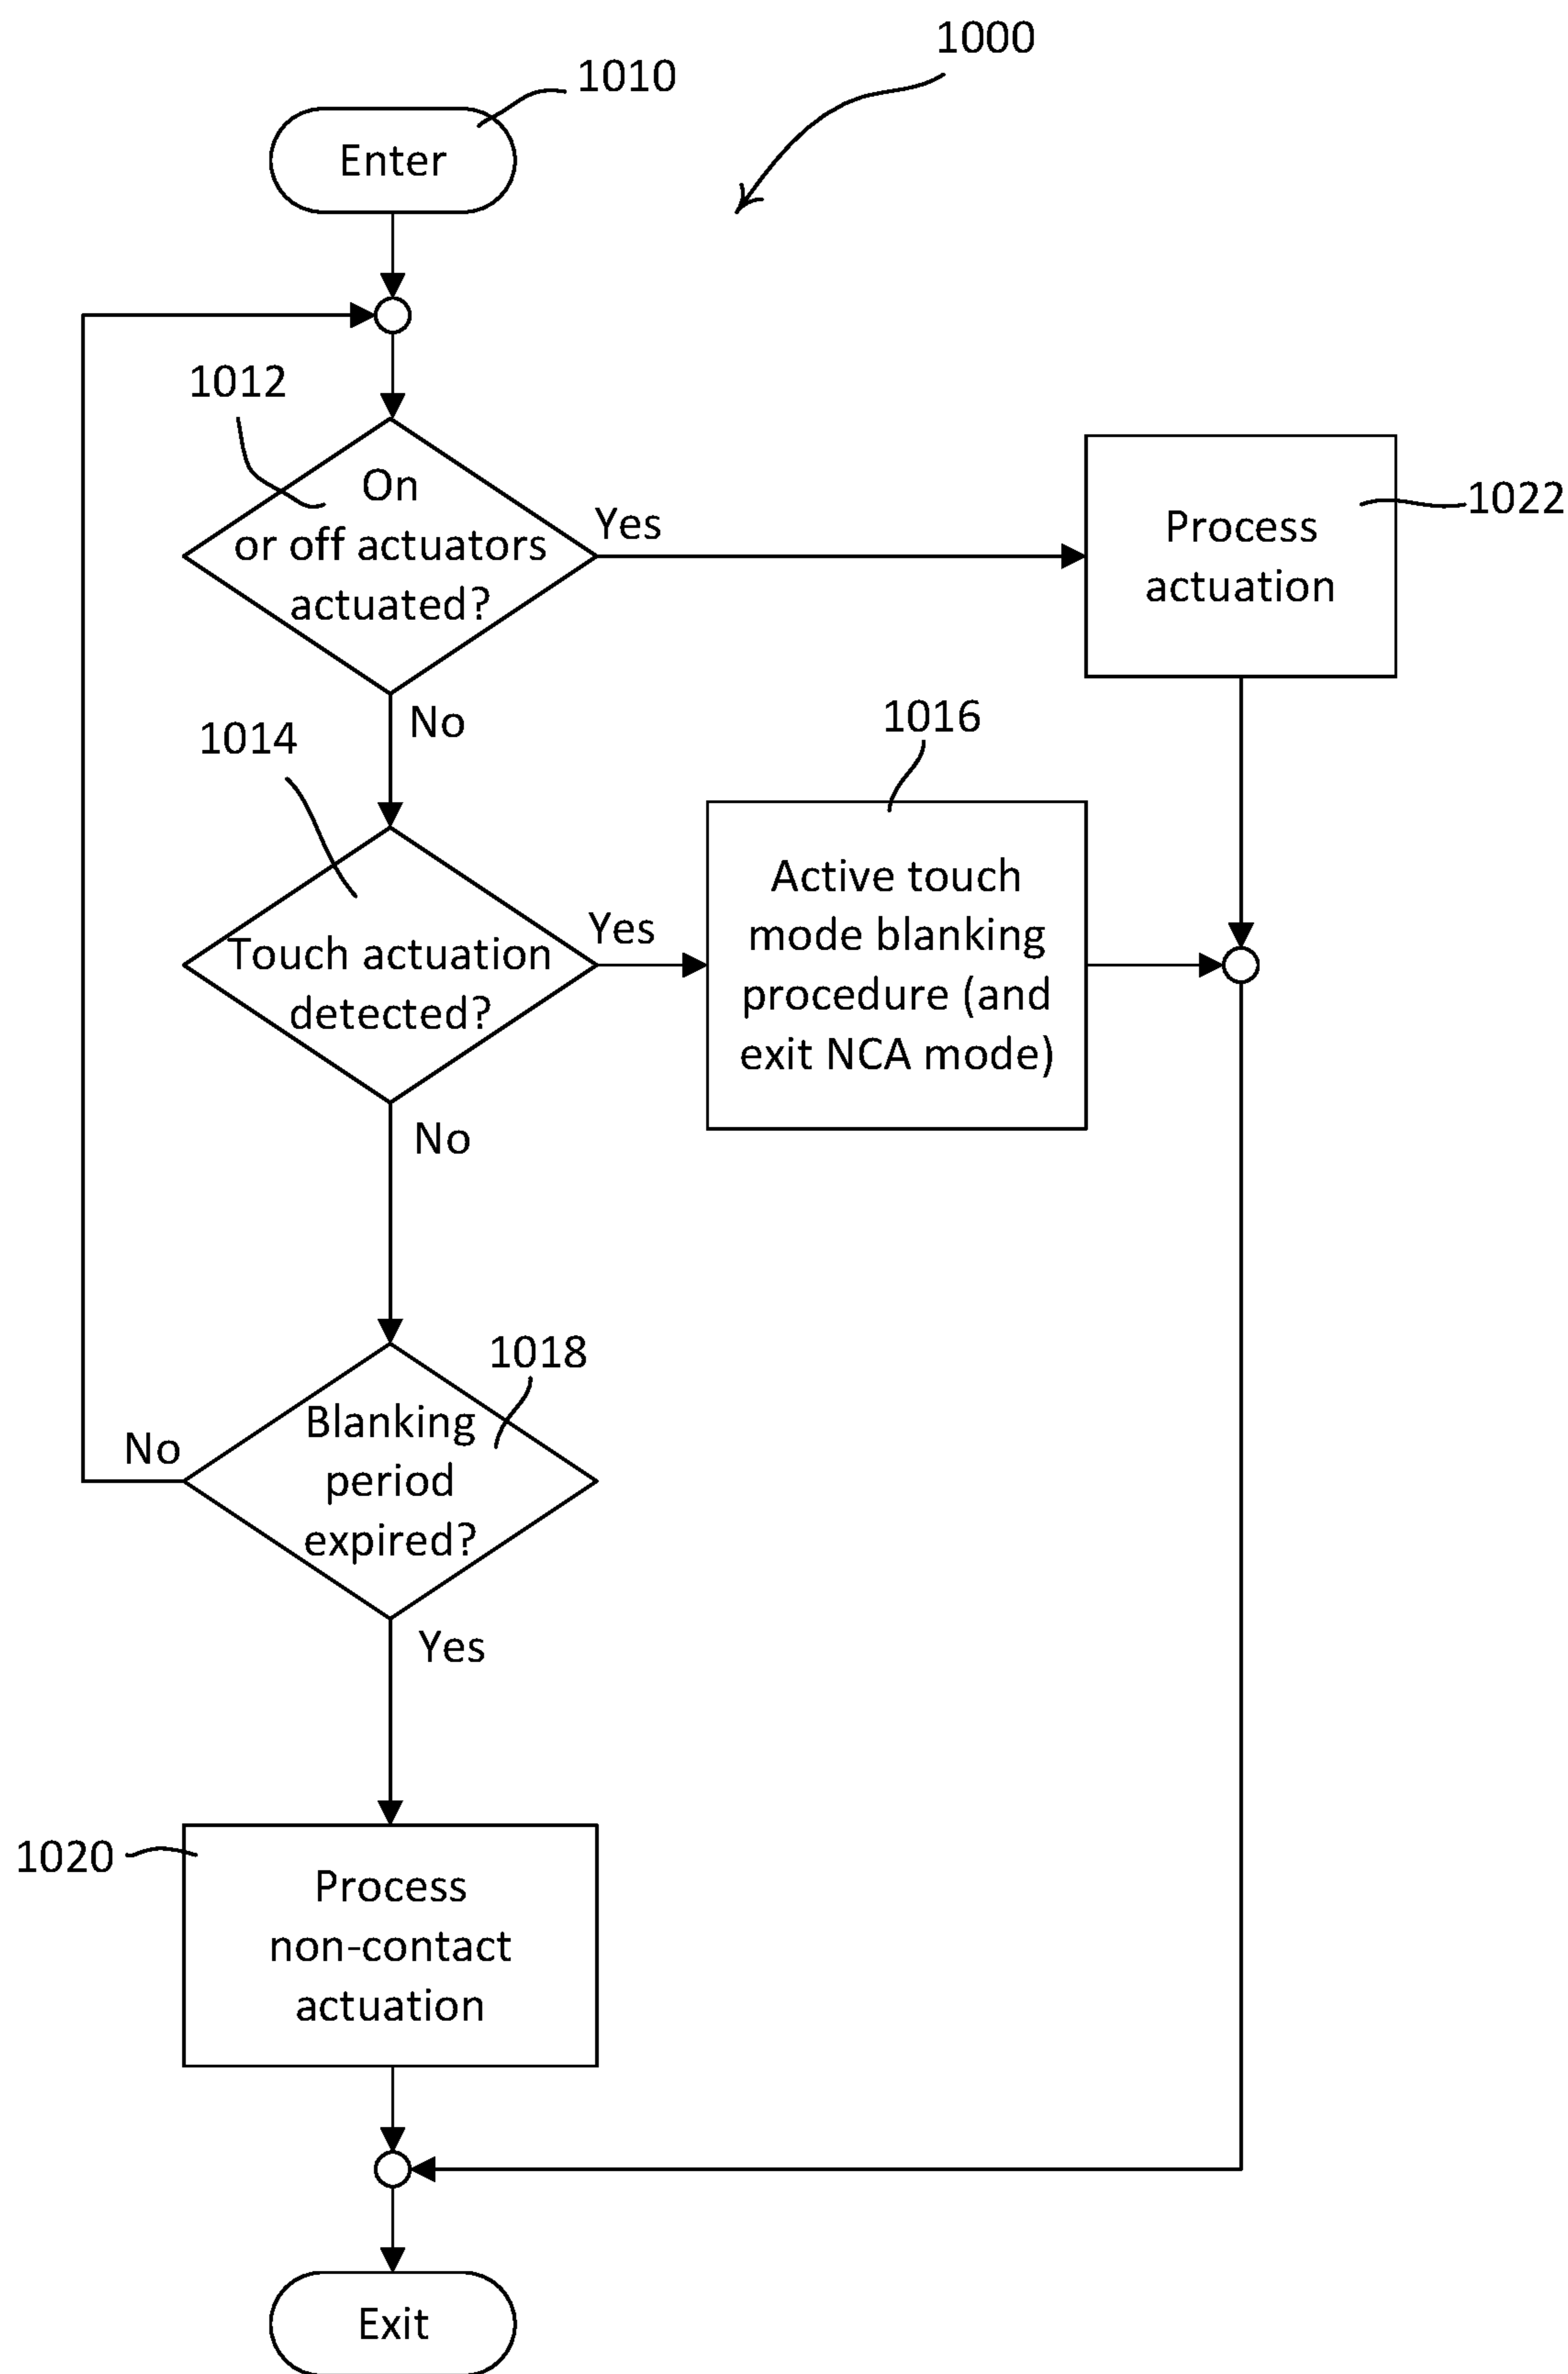 1000
1010
Enter
1012
On
or off actuators
actuated?
Yes
Process
actuation
1022
No
1014
Touch actuation
detected?
Yes
1016
Active touch
mode blanking
procedure (and
exit NCA mode)
No
1018
Blanking
period
expired?
No
Yes
1020
Process
non-contact
actuation
Exit